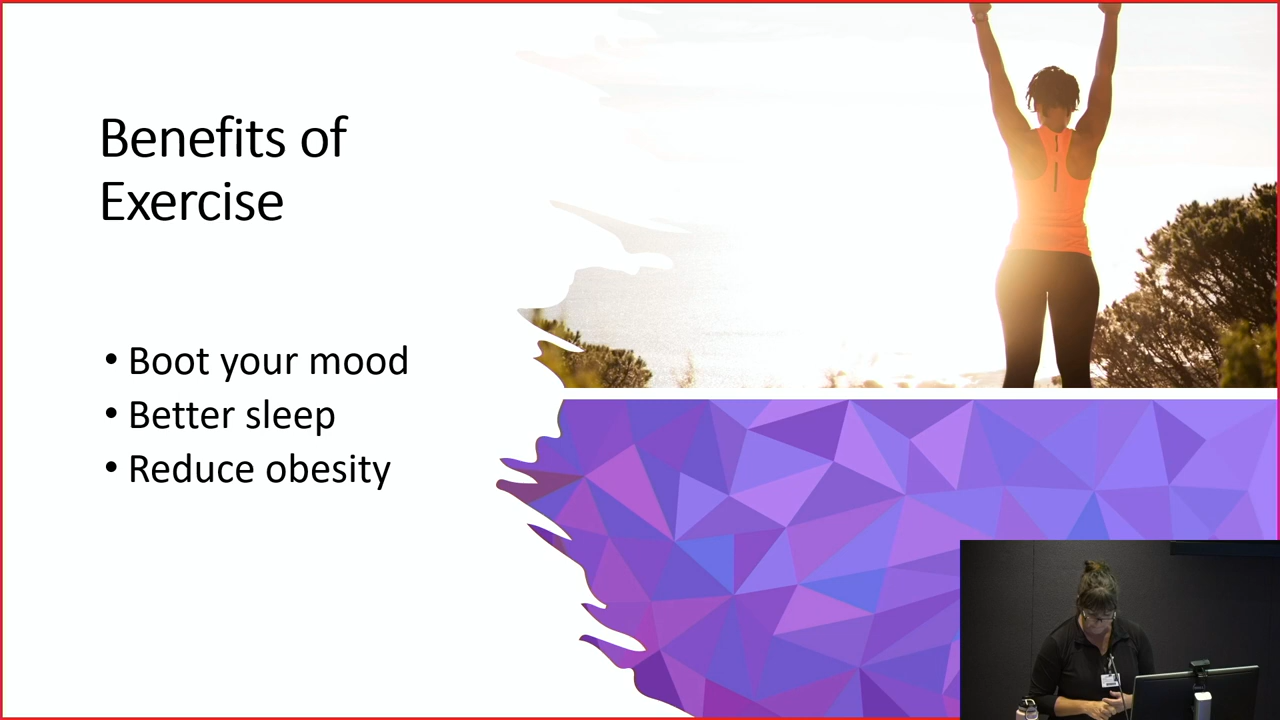 Benefits of
Exercise
• Boot your mood
• Better sleep
• Reduce obesity